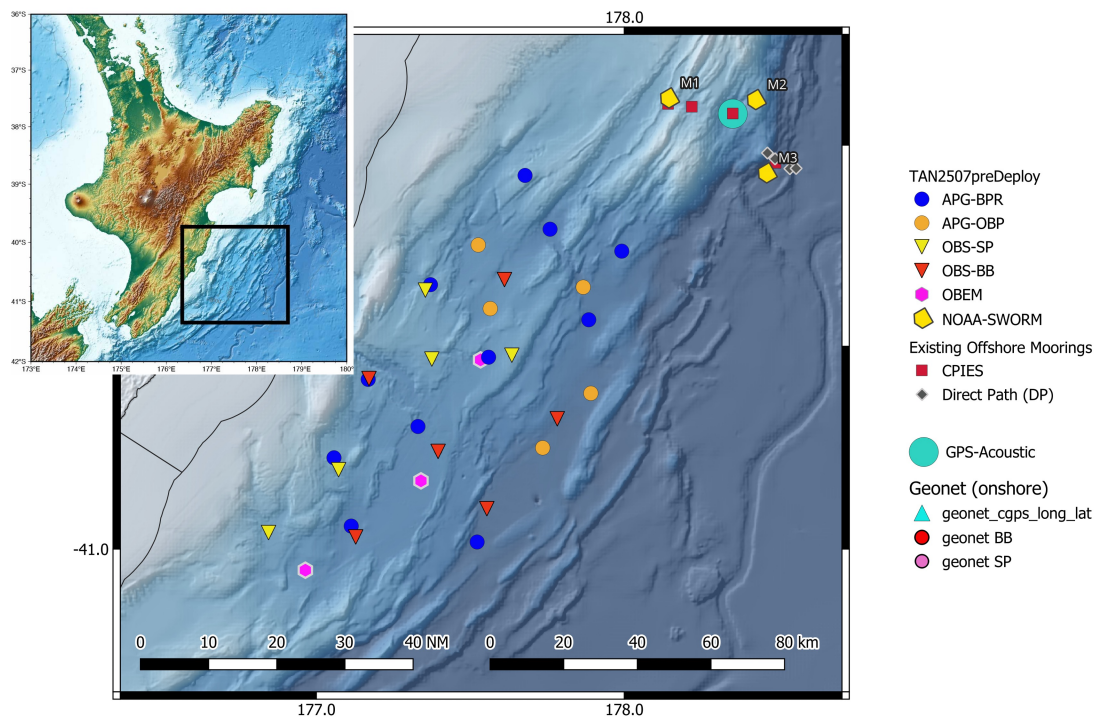 178.0
36°S
37°S
38°S
39°S
40°S
41°S
42°S
173°E
174°E
175°E
176°E
177°E
178°E
179°E
180°
M1
M2
M3
-41.0
0 10 20 30 40 NM
0 20 40 60 80 km
177.0
178.0
TAN2507preDeploy
APG-BPR
APG-OBP
OBS-SP
OBS-BB
OBEM
NOAA-SWORM
Existing Offshore Moorings
CPIES
Direct Path (DP)
GPS-Acoustic
Geonet (onshore)
geonet_cgps_long_lat
geonet BB
geonet SP